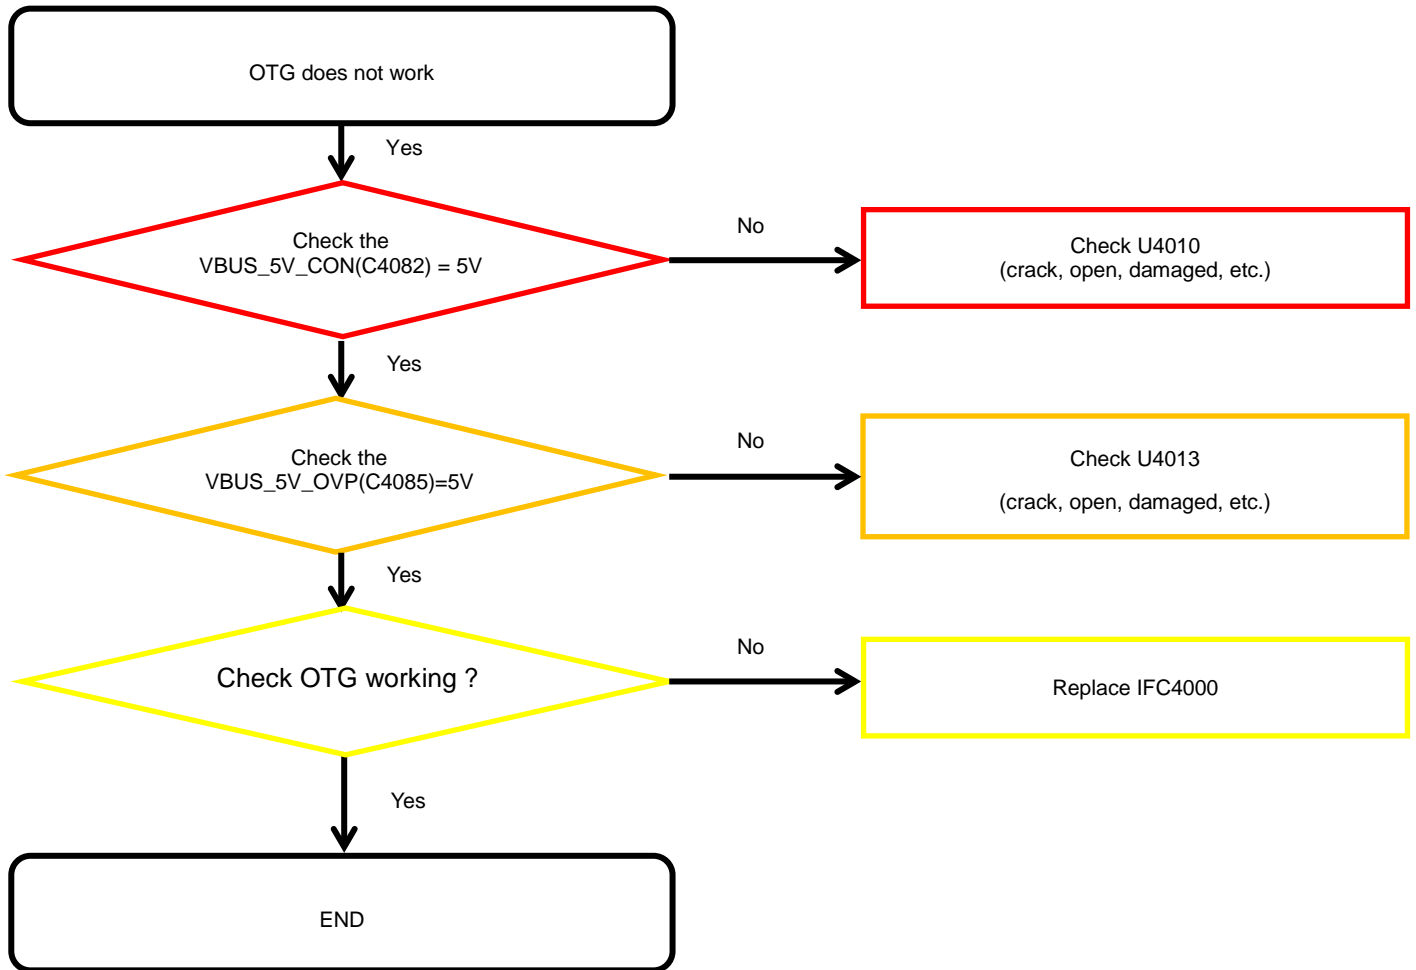 OTG does not work
Yes
Check the
VBUS_5V_CON(C4082) = 5V
No
Check U4010
(crack, open, damaged, etc.)
Yes
Check the
VBUS_5V_OVP(C4085)=5V
No
Check U4013
(crack, open, damaged, etc.)
Yes
Check OTG working ?
No
Replace IFC4000
Yes
END